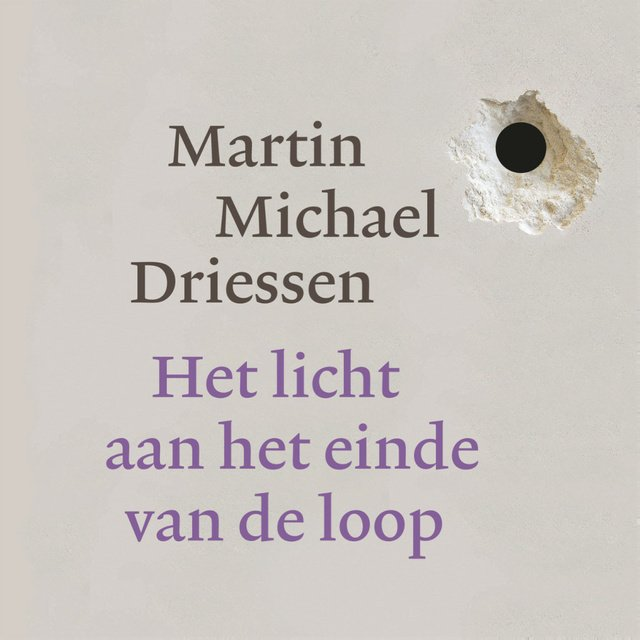 Martin
Michael
Driessen
Het licht
aan het einde
van de loop